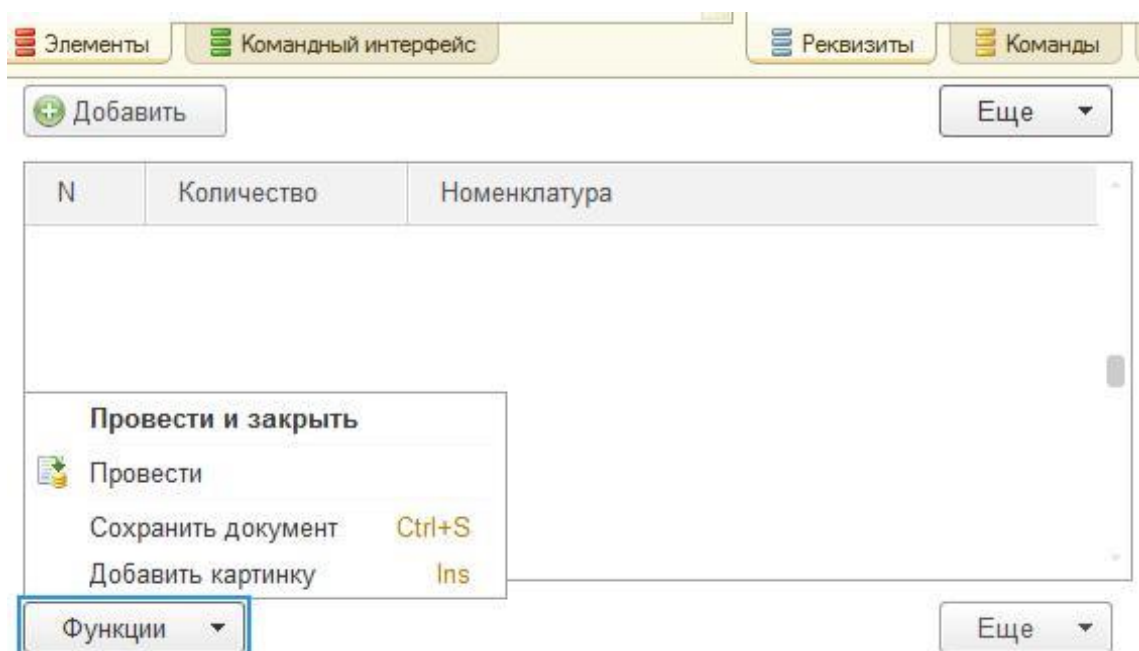 Элементы Командный интерфейс Реквизиты Команды
Добавить Еще
N Количество Номенклатура
Провести и закрыть
Провести
Сохранить документ Ctrl+S
Добавить картинку Ins
Функции Еще